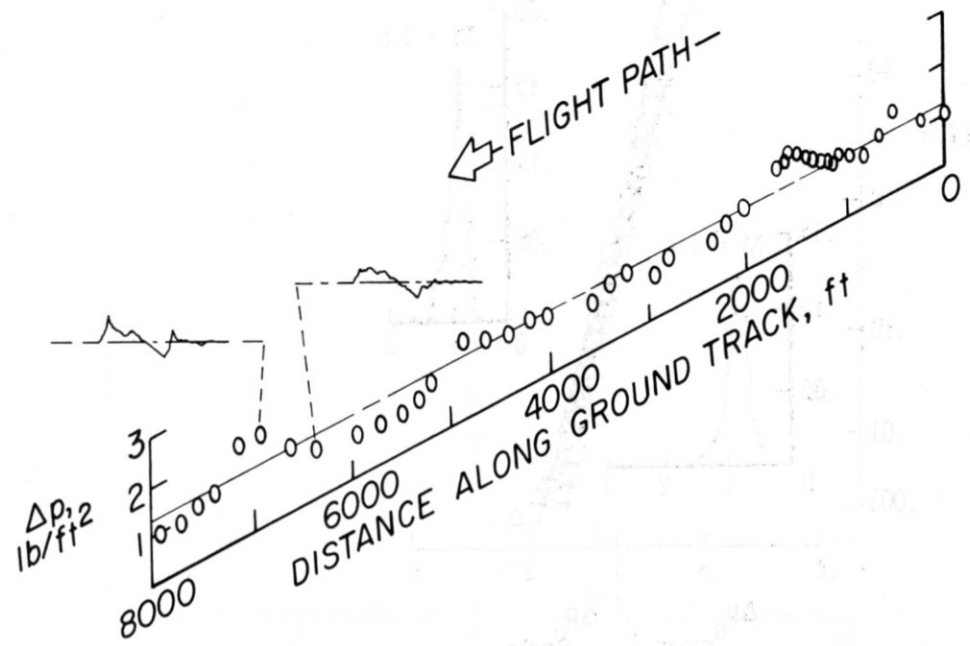 FLIGHT PATH
0
2000
4000
6000
8000
DISTANCE ALONG GROUND TRACK, ft
3
2
1
Δp,
lb/ft²